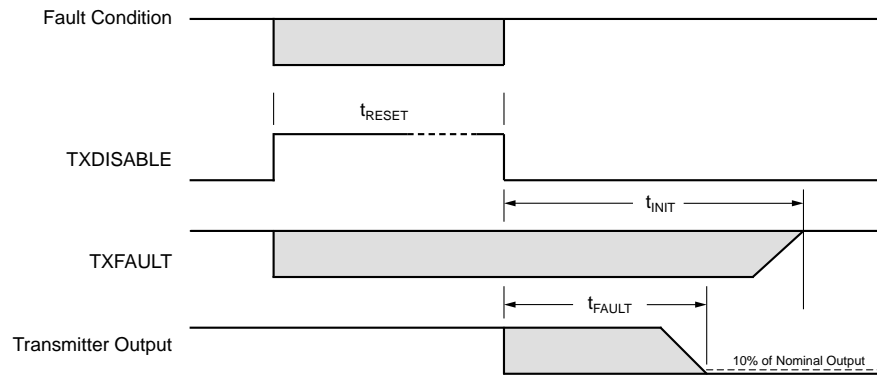 Fault Condition
tRESET
TXDISABLE
tINIT
TXFAULT
tFAULT
Transmitter Output
10% of Nominal Output